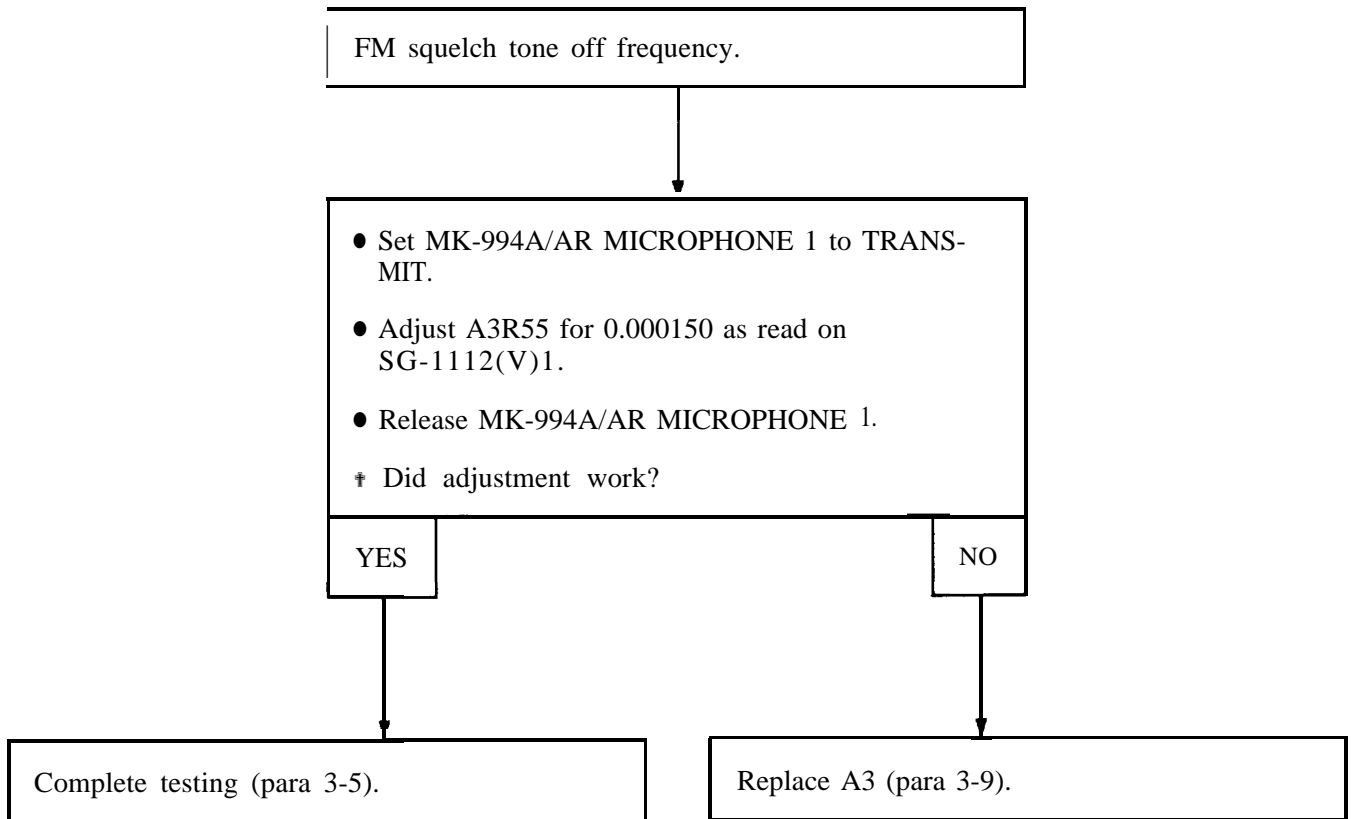 FM squelch tone off frequency.
● Set MK-994A/AR MICROPHONE 1 to TRANS-
MIT.
● Adjust A3R55 for 0.000150 as read on
SG-1112(V)1.
● Release MK-994A/AR MICROPHONE 1.
† Did adjustment work?
YES
NO
Complete testing (para 3-5).
Replace A3 (para 3-9).